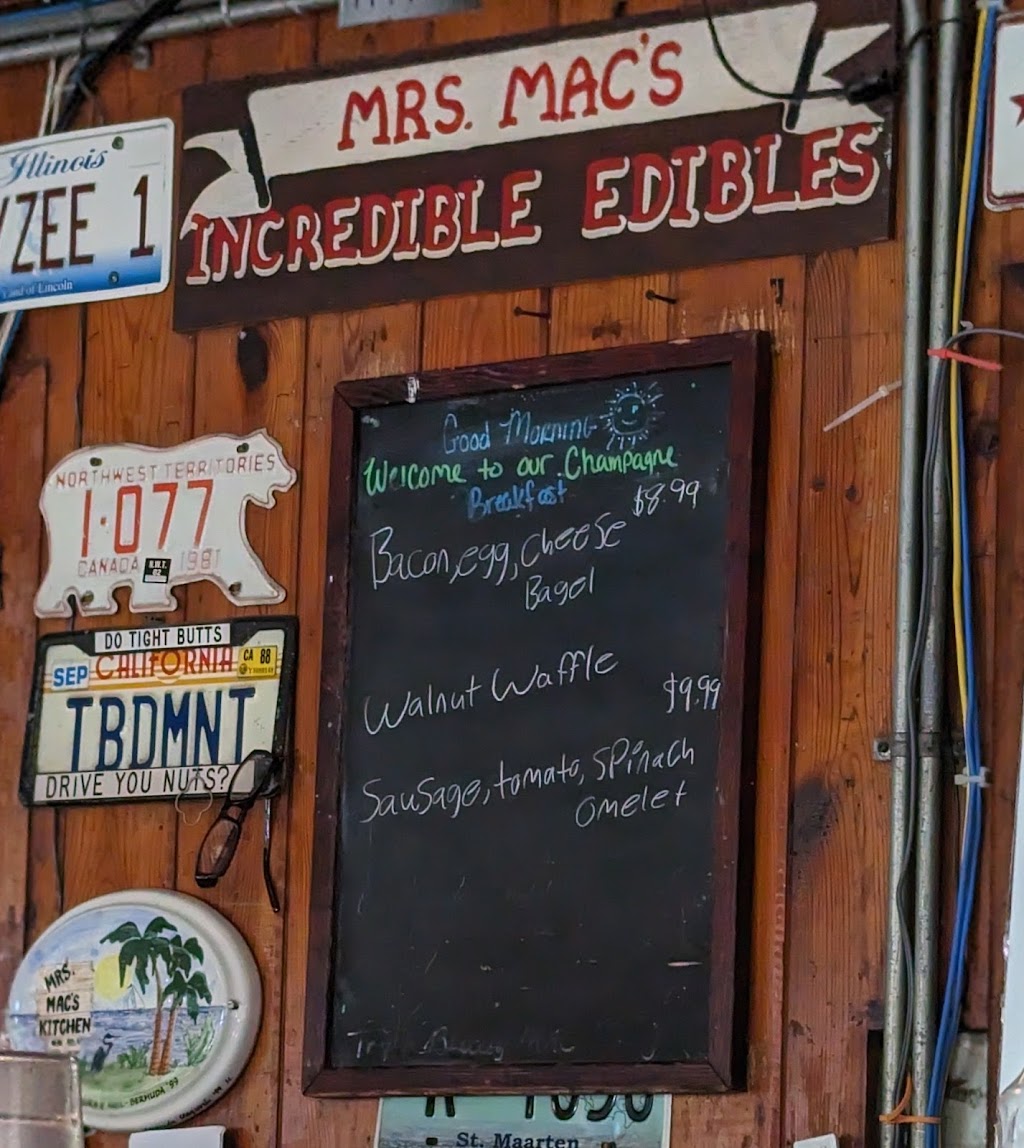 MRS. MAC'S
INCREDIBLE EDIBLES
Illinois
ZEE 1
Land of Lincoln
Good Morning
Welcome to our Champagne
Breakfast
$8.99
Bacon, egg, cheese
Bagel
Walnut Waffle
$9.99
Sausage, tomato, spinach
omelet
NORTHWEST TERRITORIES
1·077
CANADA 1981
N.W.T.
DO TIGHT BUTTS
SEP CALIFORNIA CA 88
TBDMNT
DRIVE YOU NUTS?
MRS.
MAC'S
KITCHEN
BERMUDA '99
St. Maarten